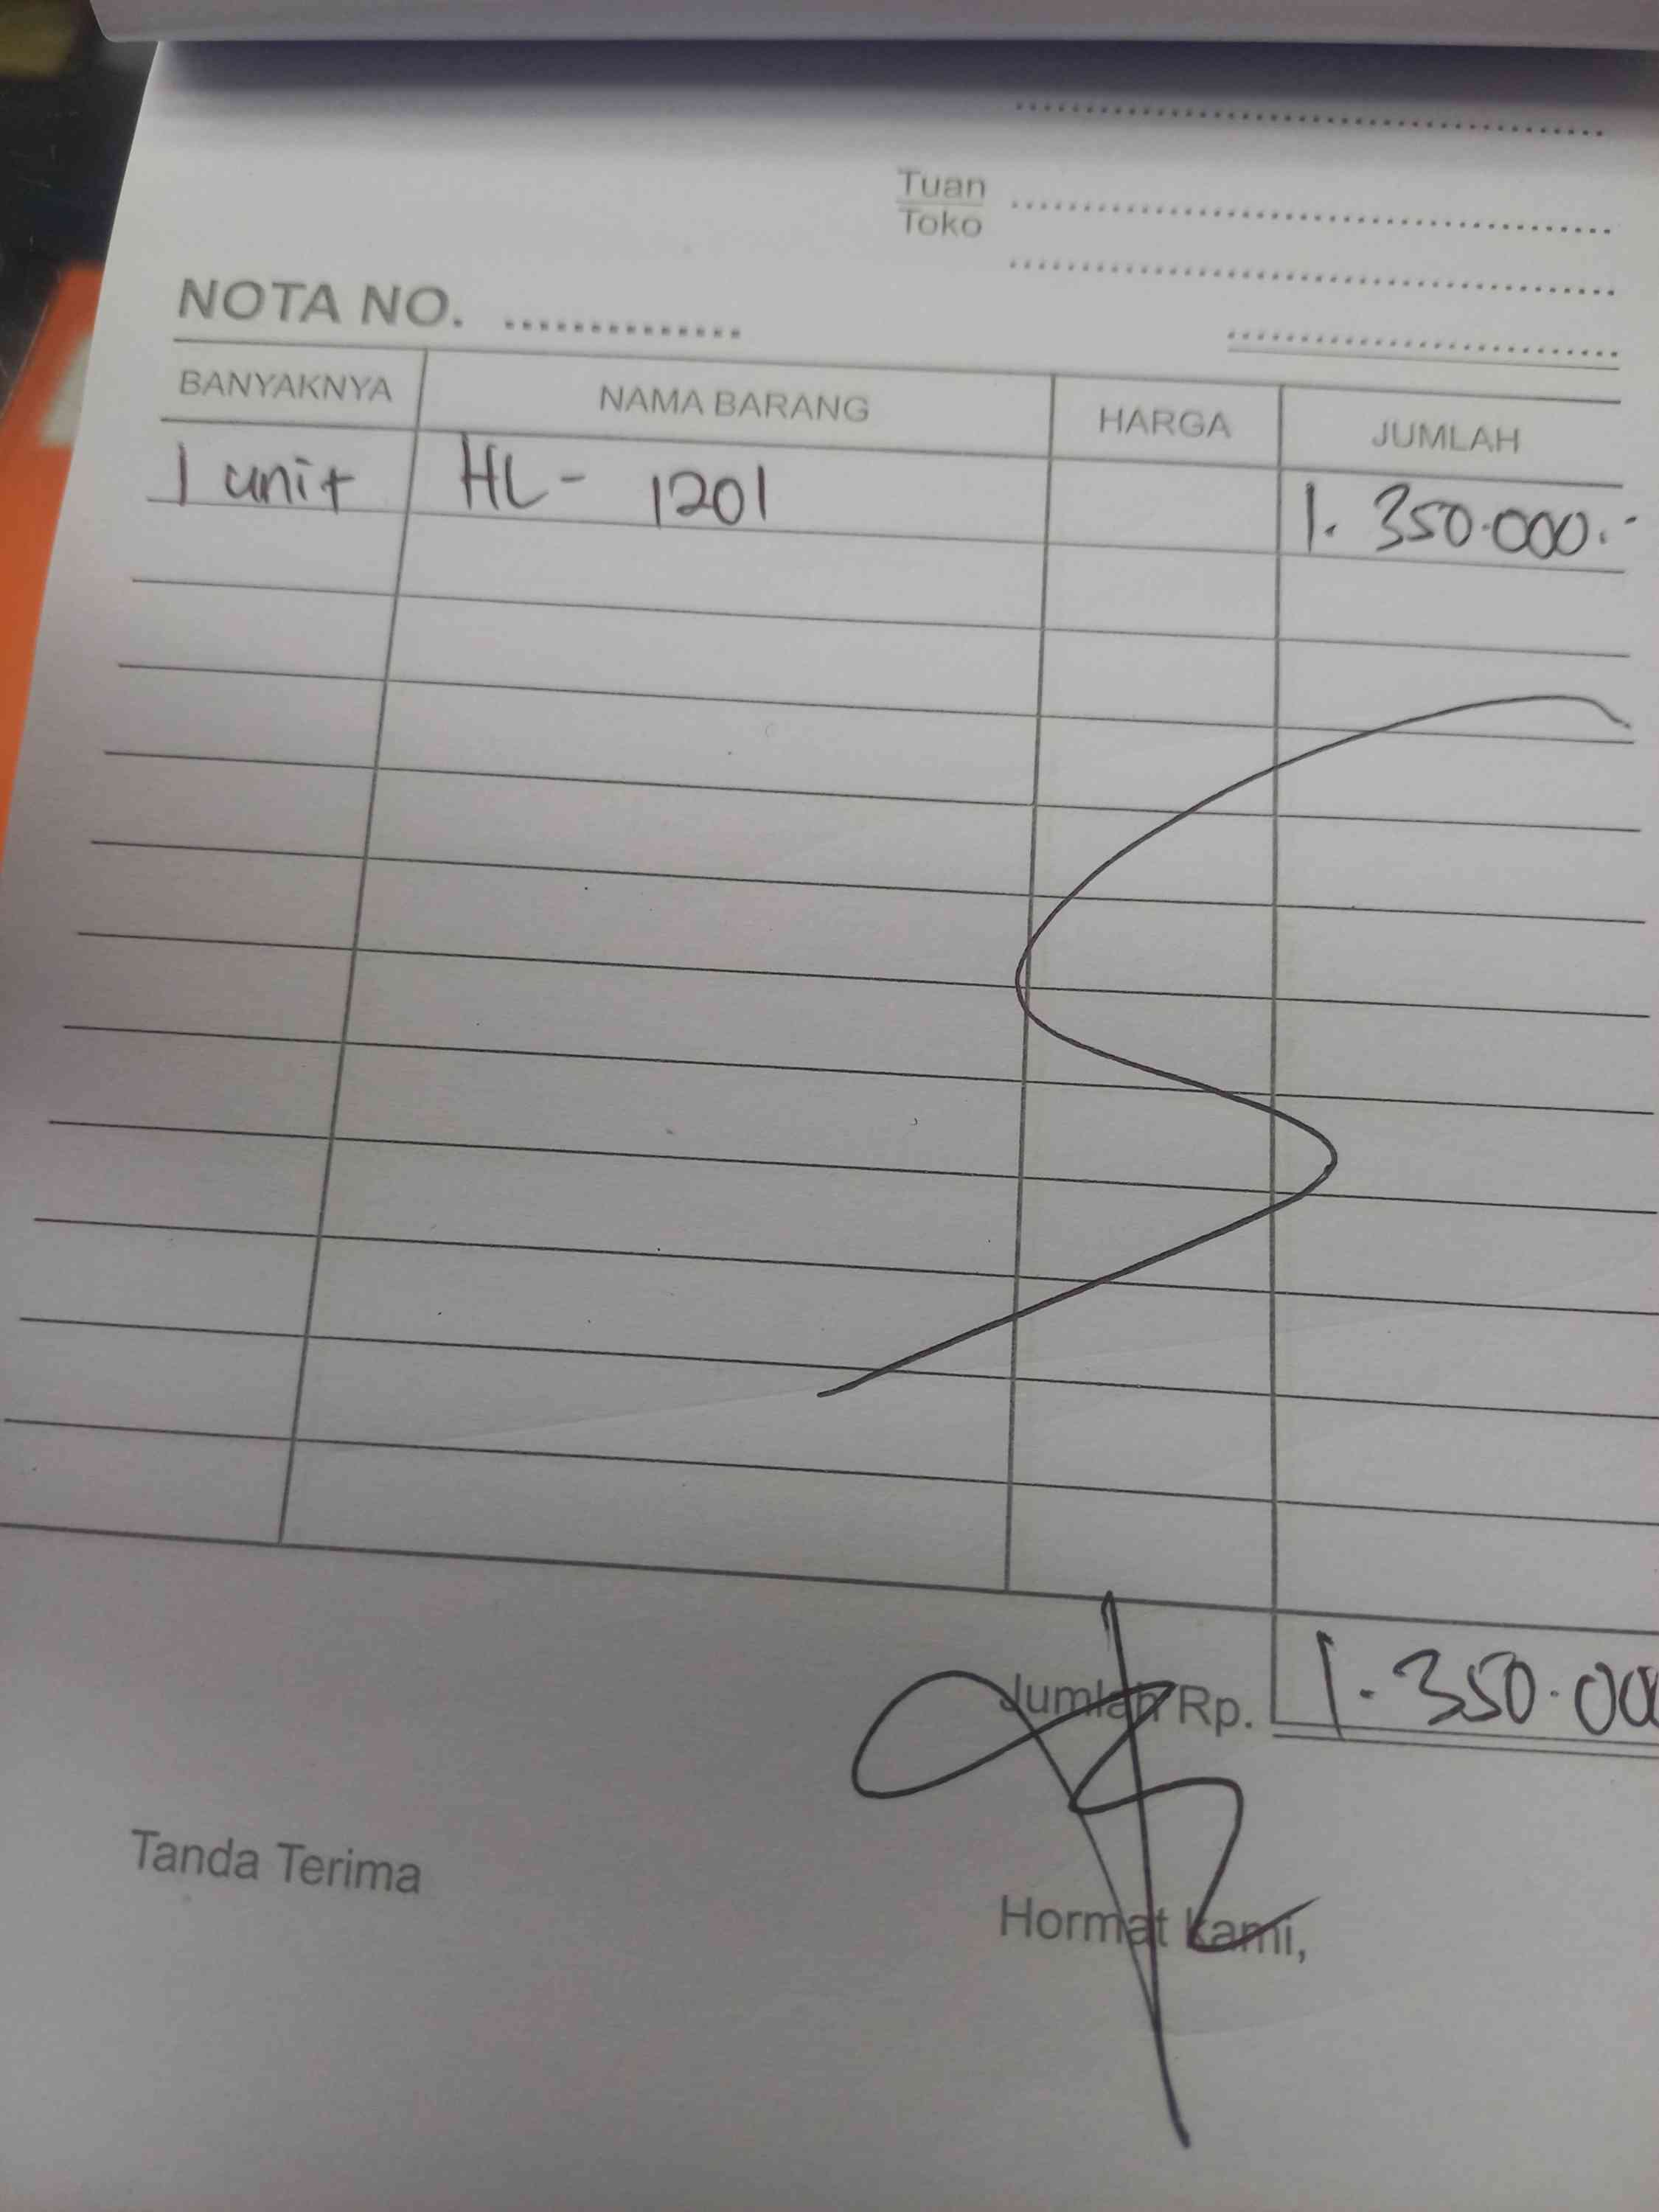 Tuan
Toko
NOTA NO.
BANYAKNYA NAMA BARANG HARGA JUMLAH
1 unit HL - 1201 1.350.000.-
Jumlah Rp. 1.350.000
Tanda Terima
Hormat kami,